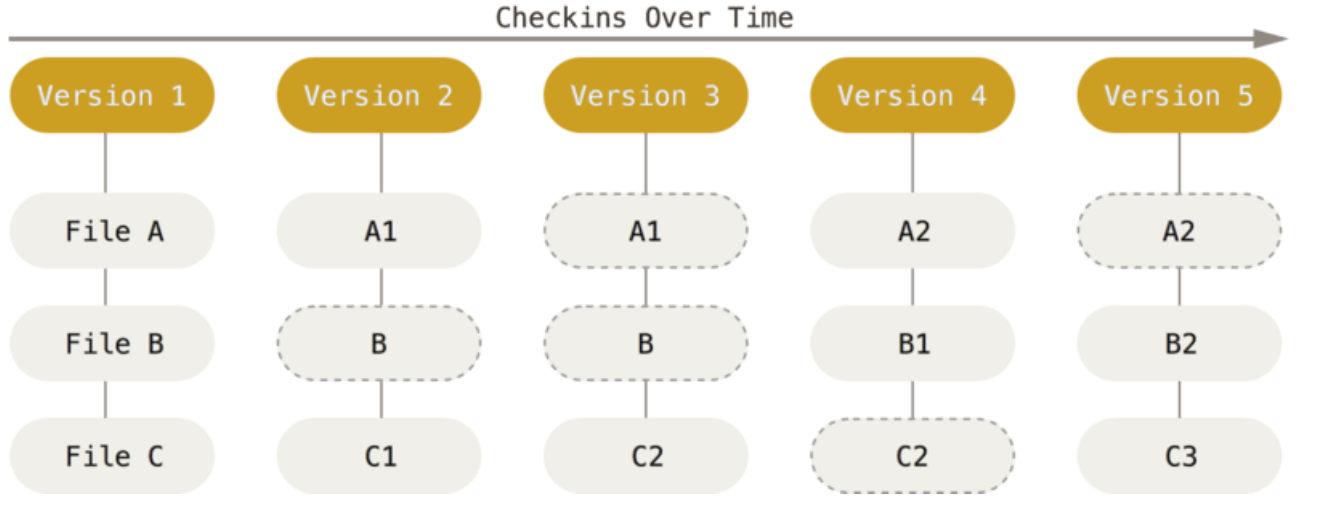 Checkins Over Time
Version 1 Version 2 Version 3 Version 4 Version 5
File A A1 A1 A2 A2
File B B B B1 B2
File C C1 C2 C2 C3